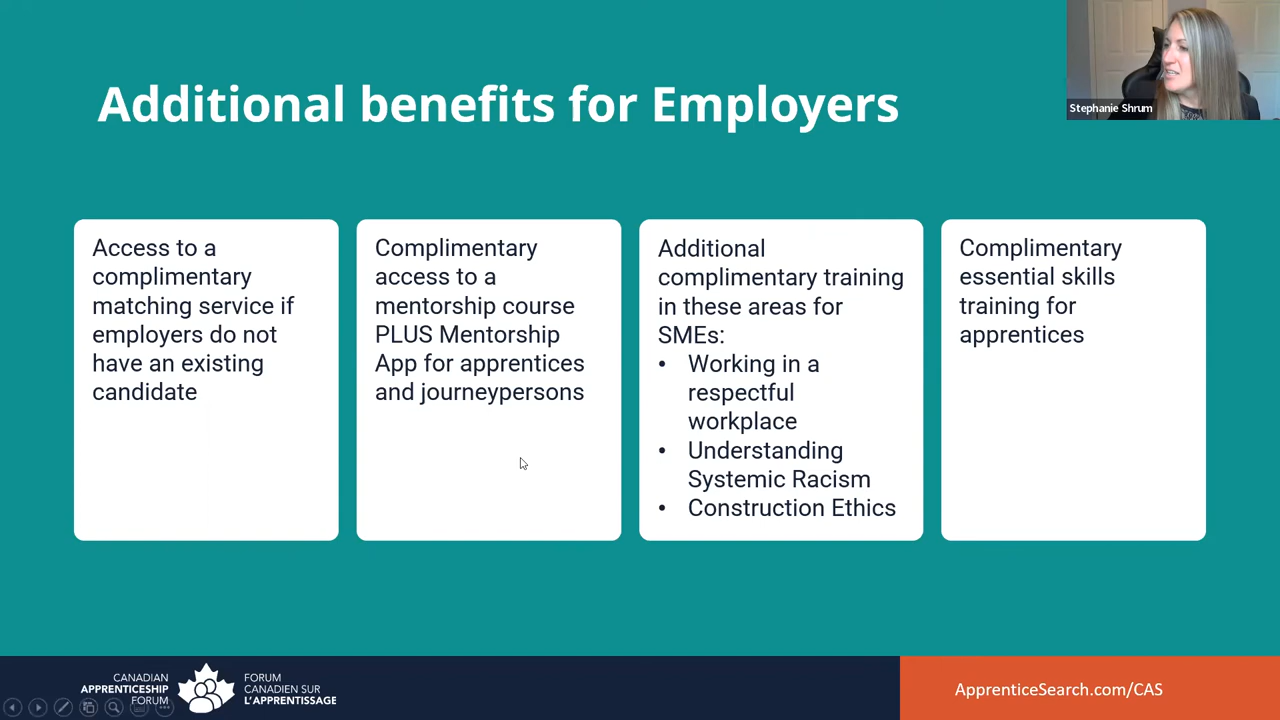 Additional benefits for Employers
Stephanie Shrum
Access to a
complimentary
matching service if
employers do not
have an existing
candidate
Complimentary
access to a
mentorship course
PLUS Mentorship
App for apprentices
and journeypersons
Additional
complimentary training
in these areas for
SMEs:
• Working in a
respectful
workplace
• Understanding
Systemic Racism
• Construction Ethics
Complimentary
essential skills
training for
apprentices
CANADIAN
APPRENTICESHIP
FORUM
FORUM
CANADIEN SUR
L'APPRENTISSAGE
ApprenticeSearch.com/CAS